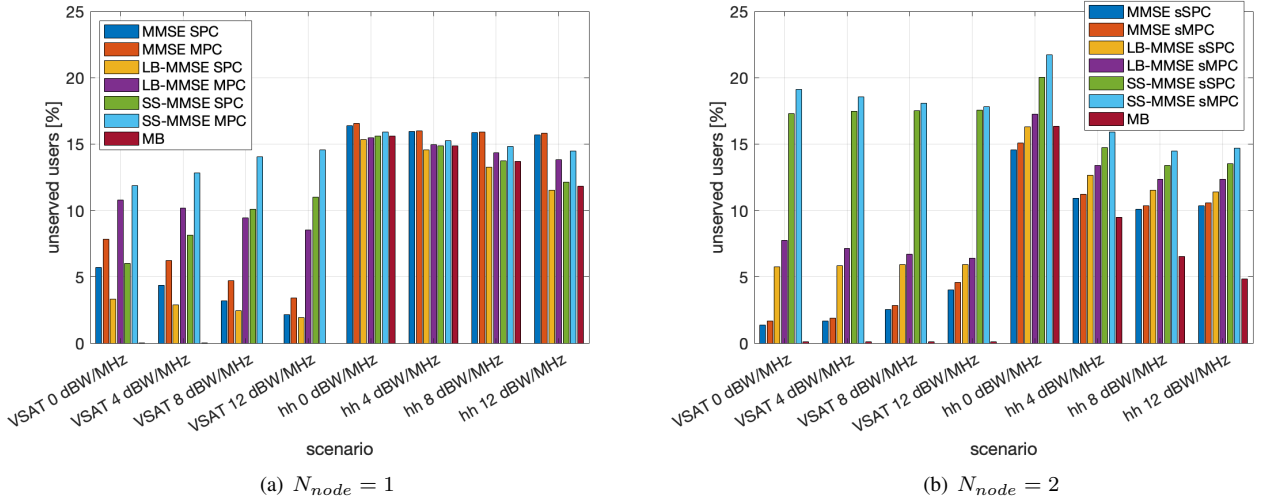 25
20
15
10
5
0
unserved users [%]
MMSE SPC
MMSE MPC
LB-MMSE SPC
LB-MMSE MPC
SS-MMSE SPC
SS-MMSE MPC
MB
VSAT 0 dBW/MHz
VSAT 4 dBW/MHz
VSAT 8 dBW/MHz
VSAT 12 dBW/MHz
hh 0 dBW/MHz
hh 4 dBW/MHz
hh 8 dBW/MHz
hh 12 dBW/MHz
scenario
(a) N_{node} = 1
25
20
15
10
5
0
unserved users [%]
MMSE sSPC
MMSE sMPC
LB-MMSE sSPC
LB-MMSE sMPC
SS-MMSE sSPC
SS-MMSE sMPC
MB
VSAT 0 dBW/MHz
VSAT 4 dBW/MHz
VSAT 8 dBW/MHz
VSAT 12 dBW/MHz
hh 0 dBW/MHz
hh 4 dBW/MHz
hh 8 dBW/MHz
hh 12 dBW/MHz
scenario
(b) N_{node} = 2